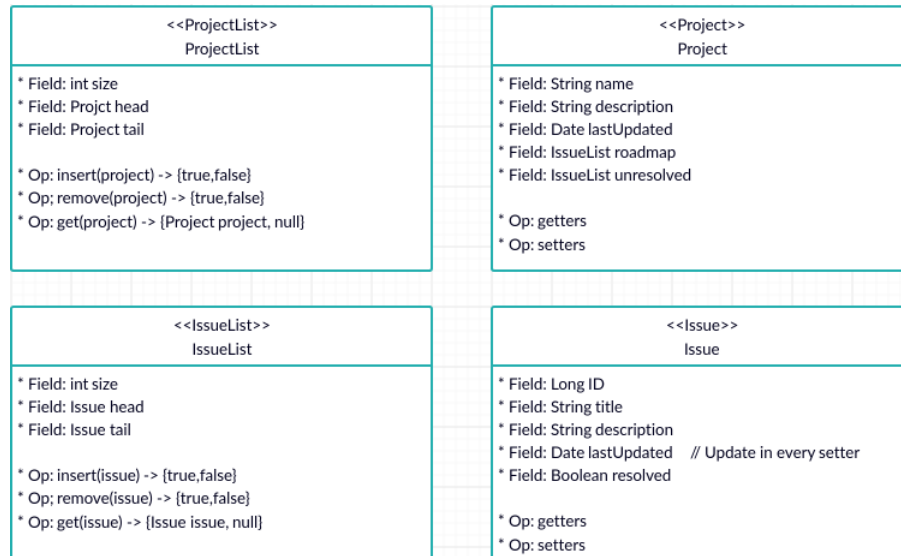 <<ProjectList>>
ProjectList
* Field: int size
* Field: Projct head
* Field: Project tail
* Op: insert(project) -> {true,false}
* Op; remove(project) -> {true,false}
* Op: get(project) -> {Project project, null}
<<Project>>
Project
* Field: String name
* Field: String description
* Field: Date lastUpdated
* Field: IssueList roadmap
* Field: IssueList unresolved
* Op: getters
* Op: setters
<<IssueList>>
IssueList
* Field: int size
* Field: Issue head
* Field: Issue tail
* Op: insert(issue) -> {true,false}
* Op; remove(issue) -> {true,false}
* Op: get(issue) -> {Issue issue, null}
<<Issue>>
Issue
* Field: Long ID
* Field: String title
* Field: String description
* Field: Date lastUpdated // Update in every setter
* Field: Boolean resolved
* Op: getters
* Op: setters